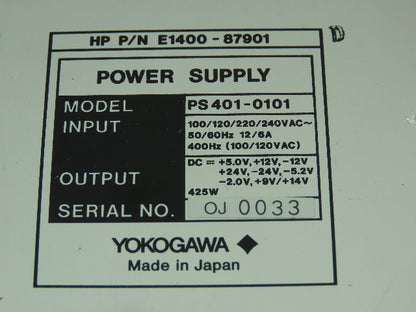 HP P/N E1400-87901
D
POWER SUPPLY
MODEL PS401-0101
INPUT 100/120/220/240VAC~
50/60Hz 12/6A
400Hz (100/120VAC)
OUTPUT DC ⎓ +5.0V, +12V, -12V
+24V, -24V, -5.2V
-2.0V, +9V/+14V
425W
SERIAL NO. OJ 0033
YOKOGAWA ◆
Made in Japan